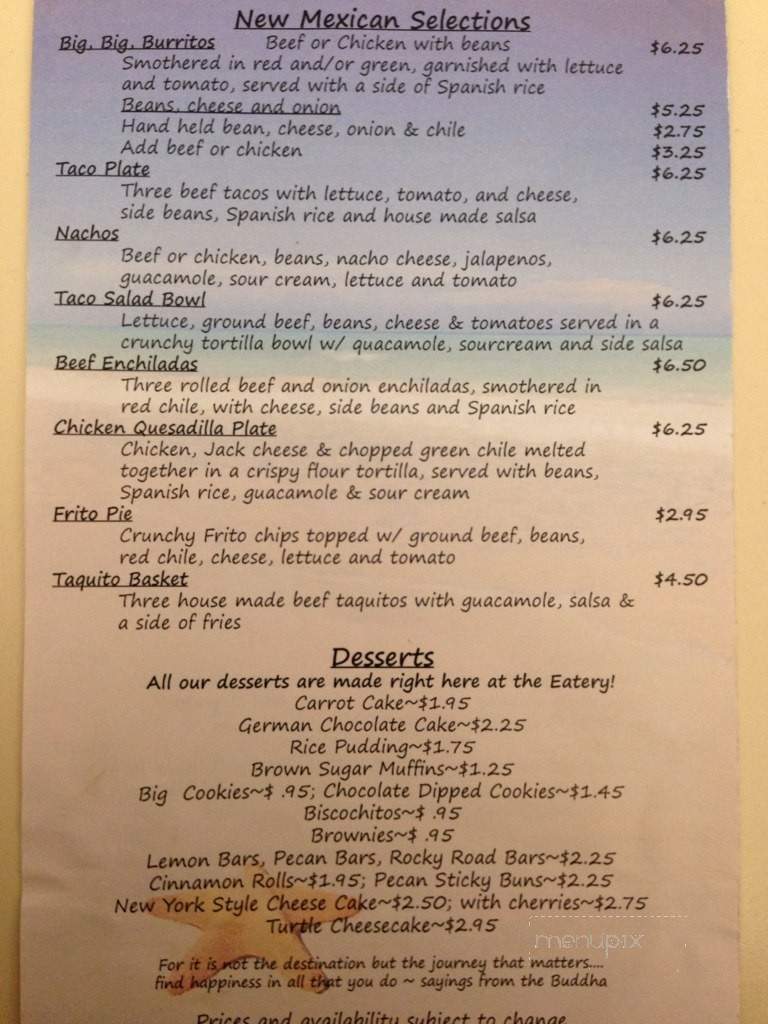 New Mexican Selections
Big, Big, Burritos Beef or Chicken with beans $6.25
Smothered in red and/or green, garnished with lettuce
and tomato, served with a side of Spanish rice
Beans, cheese and onion $5.25
Hand held bean, cheese, onion & chile $2.75
Add beef or chicken $3.25
Taco Plate $6.25
Three beef tacos with lettuce, tomato, and cheese,
side beans, Spanish rice and house made salsa
Nachos $6.25
Beef or chicken, beans, nacho cheese, jalapenos,
guacamole, sour cream, lettuce and tomato
Taco Salad Bowl $6.25
Lettuce, ground beef, beans, cheese & tomatoes served in a
crunchy tortilla bowl w/ quacamole, sourcream and side salsa
Beef Enchiladas $6.50
Three rolled beef and onion enchiladas, smothered in
red chile, with cheese, side beans and Spanish rice
Chicken Quesadilla Plate $6.25
Chicken, Jack cheese & chopped green chile melted
together in a crispy flour tortilla, served with beans,
Spanish rice, guacamole & sour cream
Frito Pie $2.95
Crunchy Frito chips topped w/ ground beef, beans,
red chile, cheese, lettuce and tomato
Taquito Basket $4.50
Three house made beef taquitos with guacamole, salsa &
a side of fries
Desserts
All our desserts are made right here at the Eatery!
Carrot Cake~$1.95
German Chocolate Cake~$2.25
Rice Pudding~$1.75
Brown Sugar Muffins~$1.25
Big Cookies~$ .95; Chocolate Dipped Cookies~$1.45
Biscochitos~$ .95
Brownies~$ .95
Lemon Bars, Pecan Bars, Rocky Road Bars~$2.25
Cinnamon Rolls~$1.95; Pecan Sticky Buns~$2.25
New York Style Cheese Cake~$2.50; with cherries~$2.75
Turtle Cheesecake~$2.95
menupix
For it is not the destination but the journey that matters....
find happiness in all that you do ~ sayings from the Buddha
Prices and availability subject to change